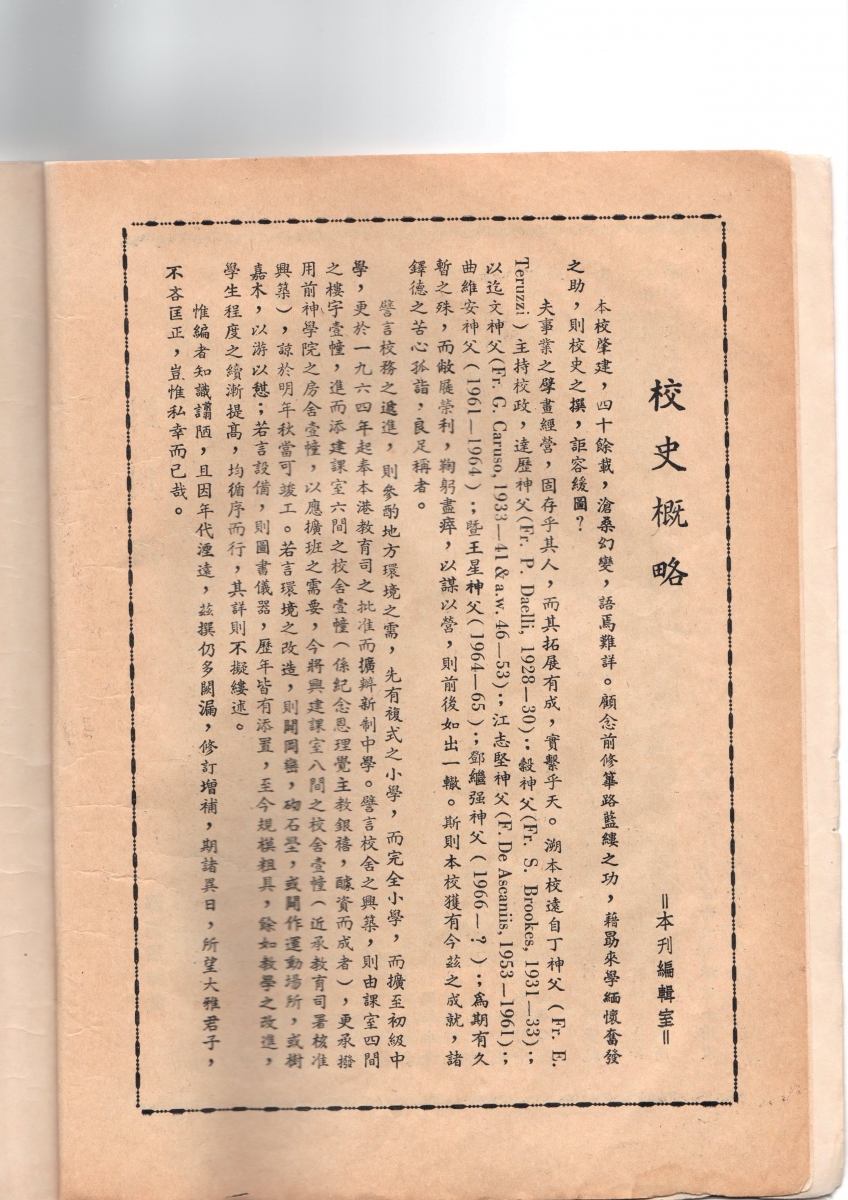 校史概略
=本刊編輯室=
本校肇建，四十餘載，滄桑幻變，語焉難詳。顧念前修篳路藍縷之功，藉勗來學緬懷奮發
之助，則校史之撰，詎容緩圖？
夫事業之擘畫經營，固存乎其人，而其拓展有成，實繫乎天。溯本校遠自丁神父（Fr. E.
Teruzzi）主持校政，達歷神父(Fr. P. Daelli, 1928—30)；穀神父(Fr. S. Brookes, 1931—33)；
以迄文神父(Fr. G. Caruso, 1933—41 & a.w. 46—53)；江志堅神父(F. De Ascaniis, 1953—1961)；
曲維安神父(1961—1964)；暨王星神父(1964—65)；鄧繼强神父(1966—？)；爲期有久
暫之殊，而敝展榮利，鞠躬盡瘁，以謀以營，則前後如出一轍。斯則本校獲有今茲之成就，諸
鐸德之苦心孤詣，良足稱者。
譬言校務之遞進，則參酌地方環境之需，先有複式之小學，而完全小學，而擴至初級中
學，更於一九六四年起奉本港教育司之批准而擴辦新制中學。譬言校舍之興築，則由課室四間
之樓宇壹幢，進而添建課室六間之校舍壹幢（係紀念恩理覺主教銀禧，醵資而成者），更承撥
用前神學院之房舍壹幢，以應擴班之需要，今將興建課室八間之校舍壹幢（近承教育司署核准
興築），諒於明年秋當可竣工。若言環境之改造，則闢岡巒，砌石壆，或開作運動場所，或樹
嘉木，以游以憇；若言設備，則圖書儀器，歷年皆有添置，至今規模粗具，餘如教學之改進，
學生程度之續漸提高，均循序而行，其詳則不擬縷述。
惟編者知識譾陋，且因年代湮遠，茲撰仍多闕漏，修訂增補，期諸異日，所望大雅君子，
不吝匡正，豈惟私幸而已哉。